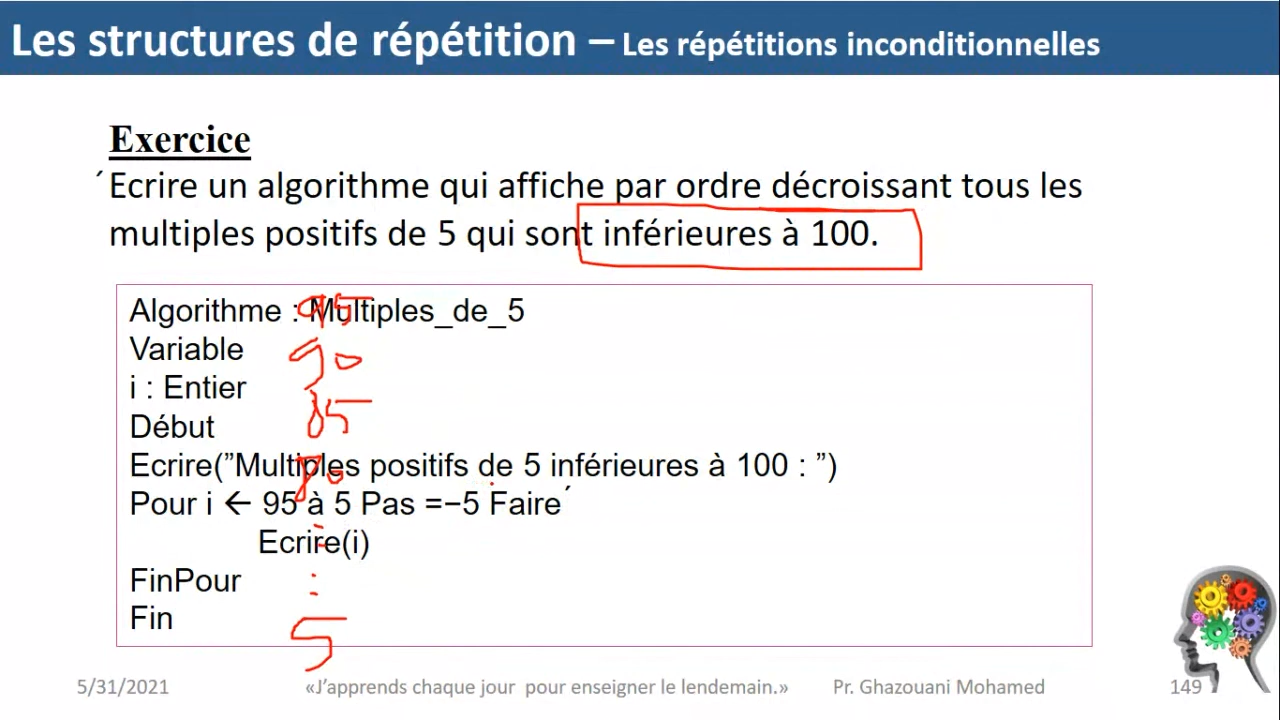 Les structures de répétition – Les répétitions inconditionnelles
Exercice
´Ecrire un algorithme qui affiche par ordre décroissant tous les
multiples positifs de 5 qui sont inférieures à 100.
Algorithme : Multiples_de_5
95
Variable
90
i : Entier
85
Début
Ecrire(”Multiples positifs de 5 inférieures à 100 : ”)
80
Pour i ← 95 à 5 Pas =−5 Faire´
Ecrire(i)
:
FinPour
:
Fin
5
5/31/2021 «J’apprends chaque jour pour enseigner le lendemain.» Pr. Ghazouani Mohamed 149